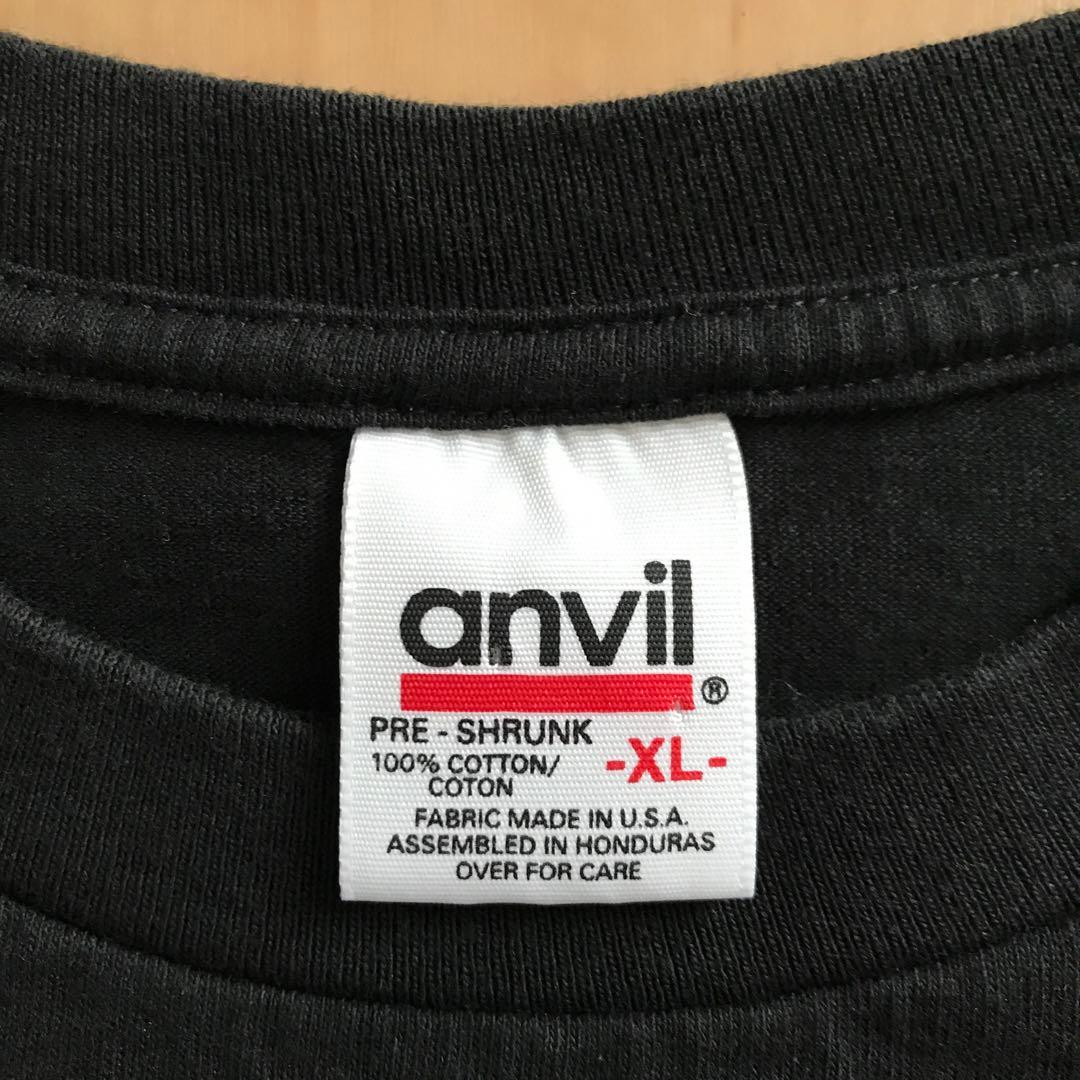 anvil®
PRE - SHRUNK
100% COTTON/
COTON
-XL-
FABRIC MADE IN U.S.A.
ASSEMBLED IN HONDURAS
OVER FOR CARE